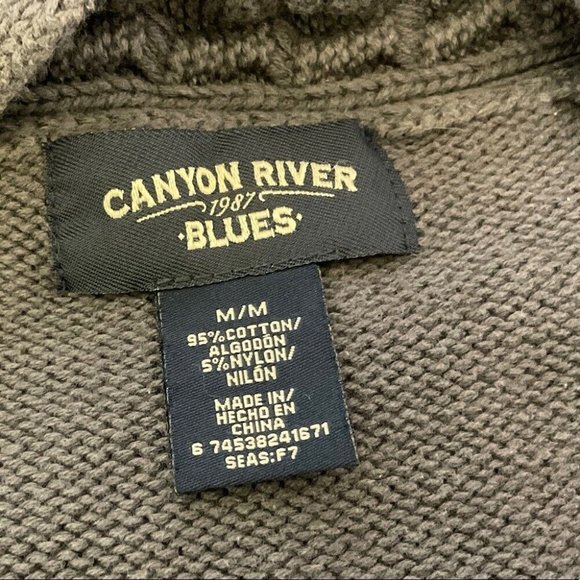 CANYON RIVER
1987
·BLUES·
M/M
95%COTTON/
ALGODÓN
5%NYLON/
NILÓN
MADE IN/
HECHO EN
CHINA
6 74538241671
SEAS:F7